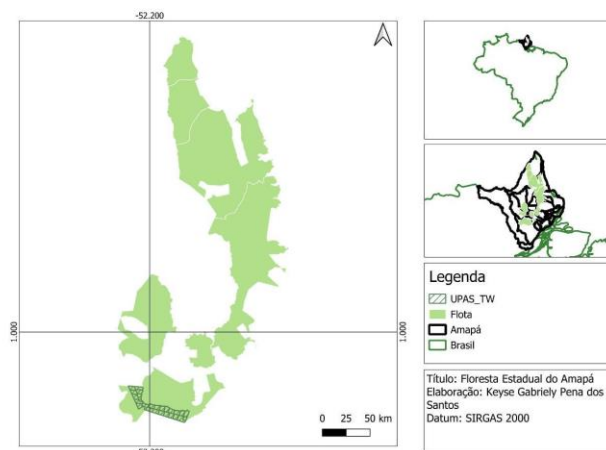 -52.200
1.000
1.000
0 25 50 km
Legenda
UPAS_TW
Flota
Amapá
Brasil
Título: Floresta Estadual do Amapá
Elaboração: Keyse Gabriely Pena dos
Santos
Datum: SIRGAS 2000